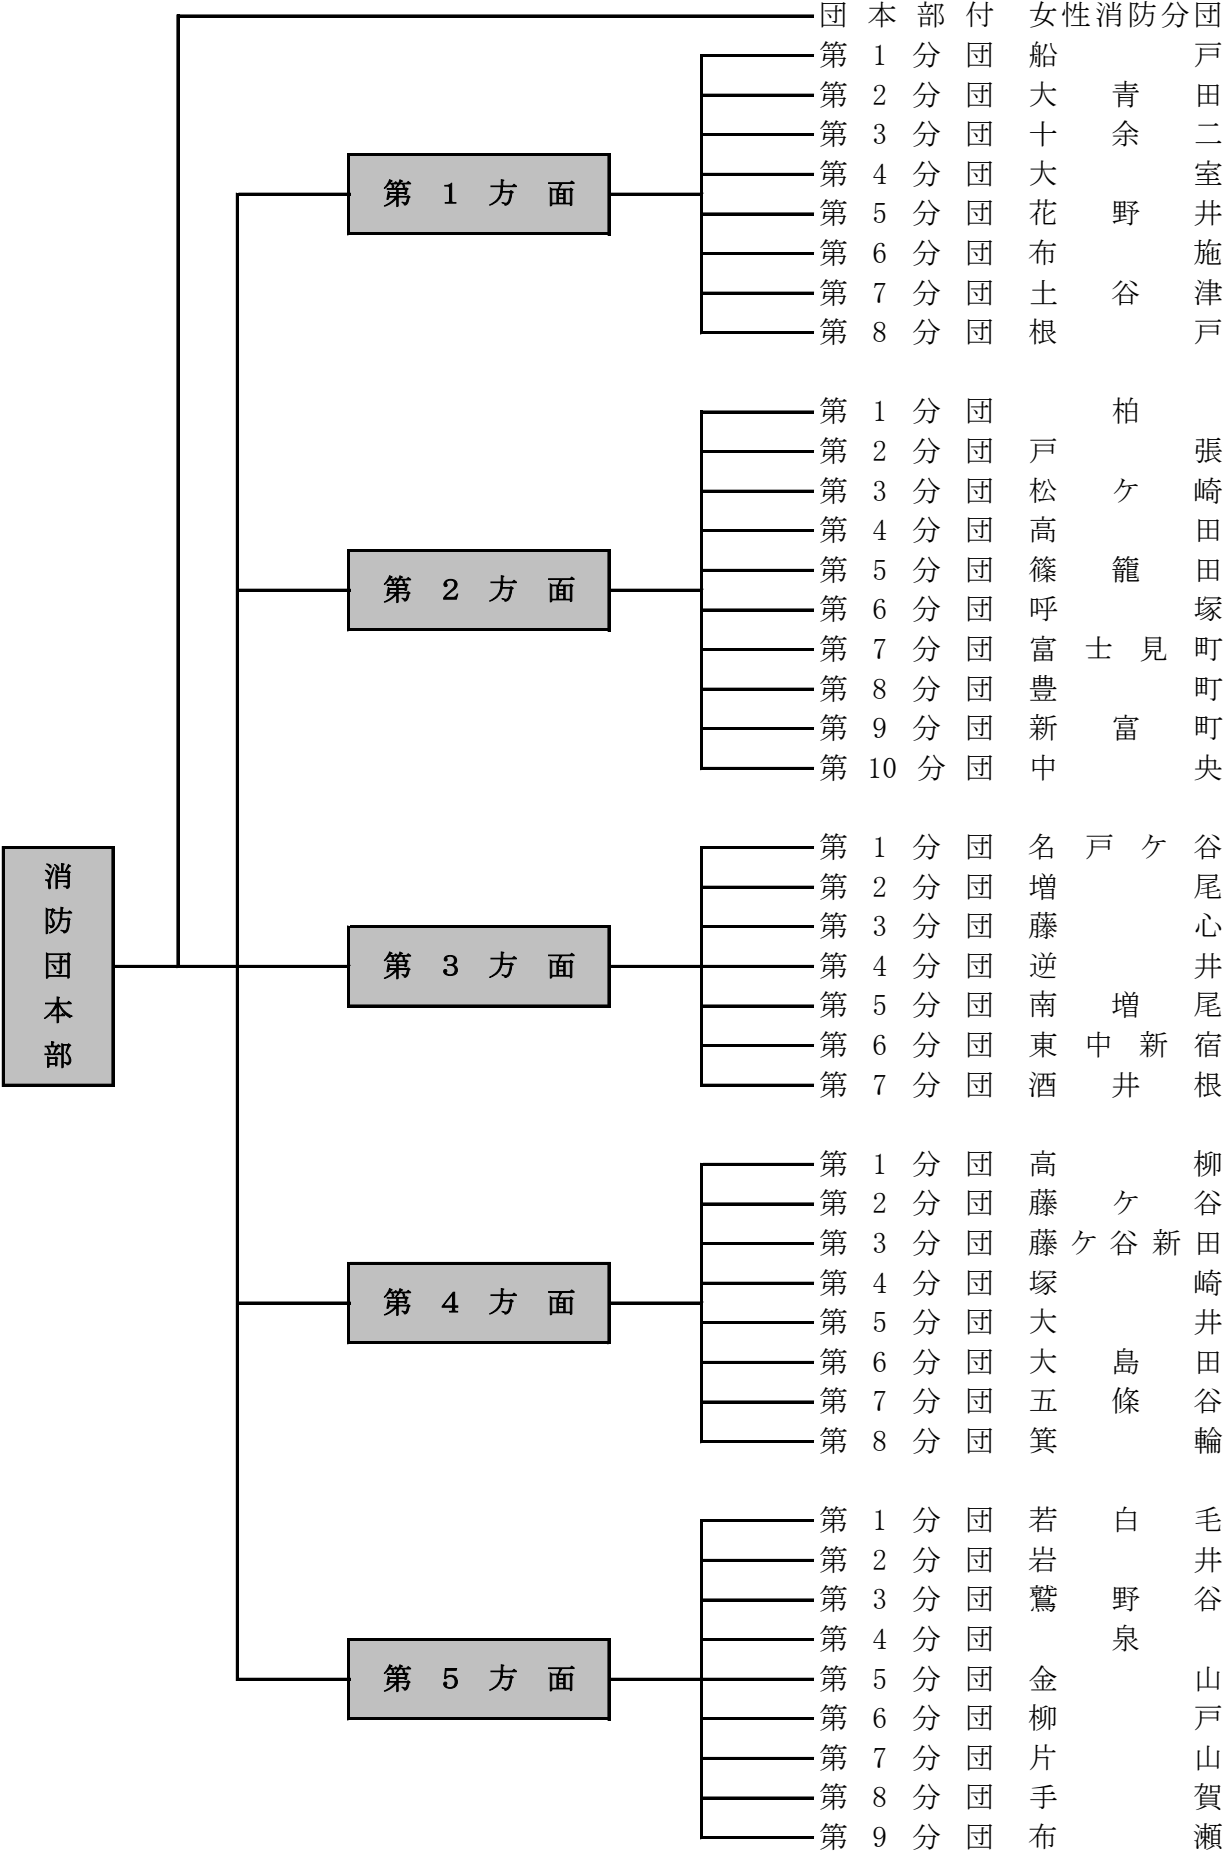 団本部付 女性消防分団
第1分団 船戸
第2分団 大青田
第3分団 十余二
第4分団 大室
第5分団 花野井
第6分団 布施
第7分団 土谷津
第8分団 根戸
第1方面
第1分団 柏
第2分団 戸張
第3分団 松ケ崎
第4分団 高田
第5分団 篠籠田
第6分団 呼塚
第7分団 富士見町
第8分団 豊町
第9分団 新富町
第10分団 中央
第2方面
消防団本部
第1分団 名戸ケ谷
第2分団 増尾
第3分団 藤心
第4分団 逆井
第5分団 南増尾
第6分団 東中新宿
第7分団 酒井根
第3方面
第1分団 高柳
第2分団 藤ケ谷
第3分団 藤ケ谷新田
第4分団 塚崎
第5分団 大井
第6分団 大島田
第7分団 五條谷
第8分団 箕輪
第4方面
第1分団 若白毛
第2分団 岩井
第3分団 鷲野谷
第4分団 泉
第5分団 金山
第6分団 柳戸
第7分団 片山
第8分団 手賀
第9分団 布瀬
第5方面